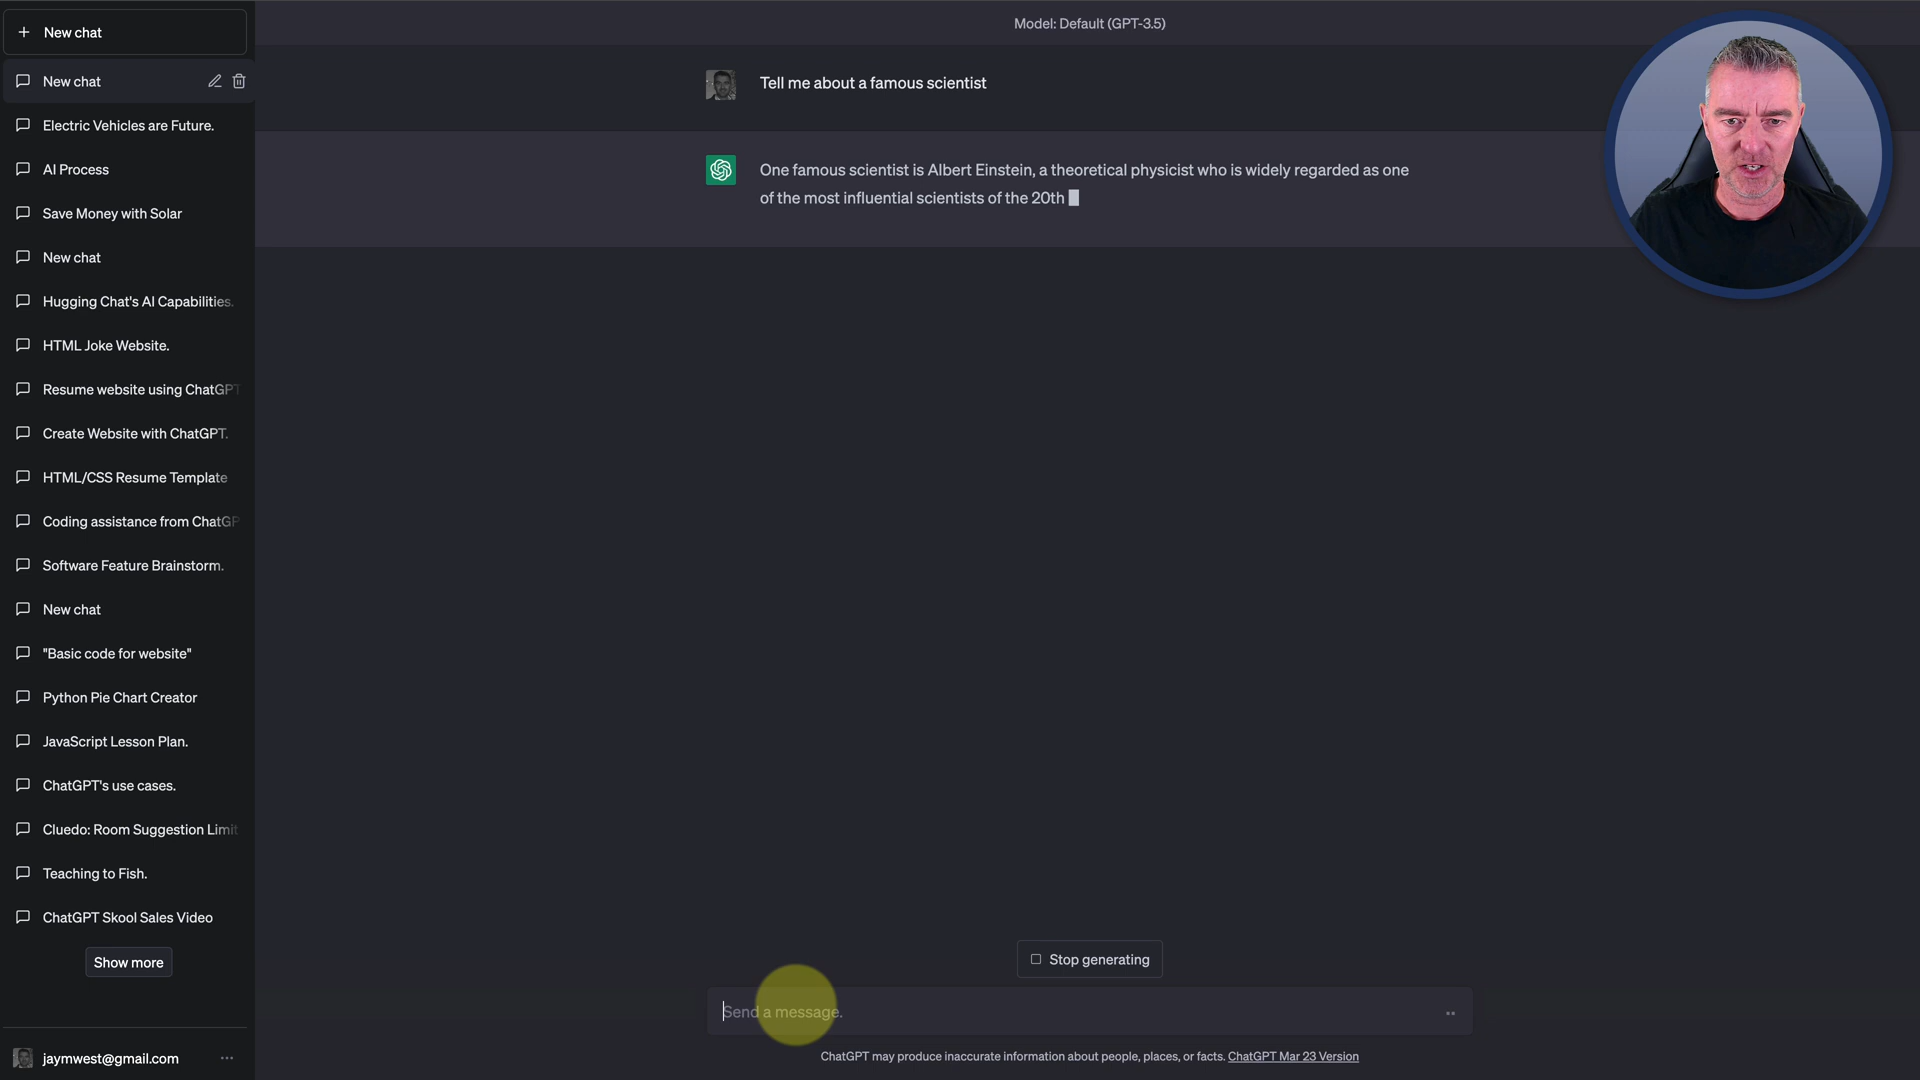 New chat
New chat
Electric Vehicles are Future.
AI Process
Save Money with Solar
New chat
Hugging Chat's AI Capabilities.
HTML Joke Website.
Resume website using ChatGPT
Create Website with ChatGPT.
HTML/CSS Resume Template
Coding assistance from ChatGP
Software Feature Brainstorm.
New chat
"Basic code for website"
Python Pie Chart Creator
JavaScript Lesson Plan.
ChatGPT's use cases.
Cluedo: Room Suggestion Limit
Teaching to Fish.
ChatGPT Skool Sales Video
Show more
jaymwest@gmail.com
Model: Default (GPT-3.5)
Tell me about a famous scientist
One famous scientist is Albert Einstein, a theoretical physicist who is widely regarded as one
of the most influential scientists of the 20th
Stop generating
Send a message.
ChatGPT may produce inaccurate information about people, places, or facts. ChatGPT Mar 23 Version